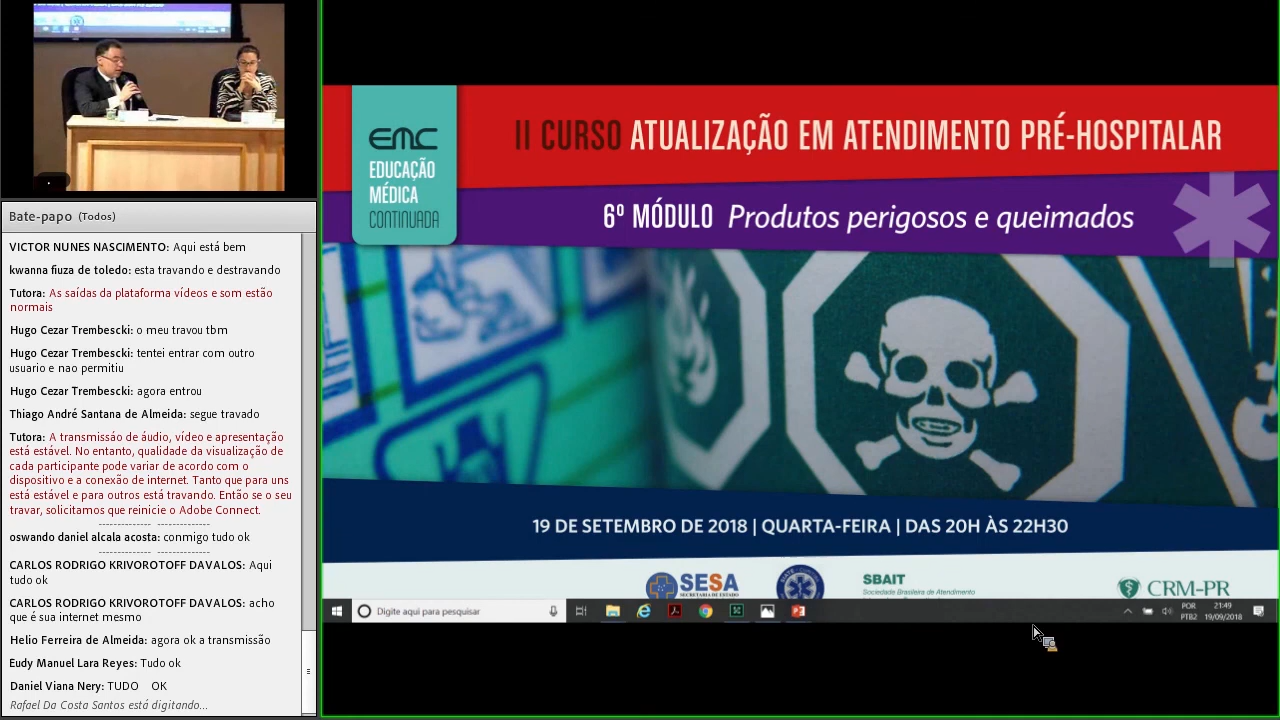 Bate-papo (Todos)
VICTOR NUNES NASCIMENTO: Aqui está bem
kwanna fiuza de toledo: esta travando e destravando
Tutora: As saídas da plataforma vídeos e som estão
normais
Hugo Cezar Trembescki: o meu travou tbm
Hugo Cezar Trembescki: tentei entrar com outro
usuario e nao permitiu
Hugo Cezar Trembescki: agora entrou
Thiago André Santana de Almeida: segue travado
Tutora: A transmissáo de áudio, vídeo e apresentação
está estável. No entanto, qualidade da visualização de
cada participante pode variar de acordo com o
dispositivo e a conexão de internet. Tanto que para uns
está estável e para outros está travando. Então se o seu
travar, solicitamos que reinicie o Adobe Connect.
-------------- --------------
oswando daniel alcala acosta: conmigo tudo ok
-------------- --------------
CARLOS RODRIGO KRIVOROTOFF DAVALOS: Aqui
tudo ok
CARLOS RODRIGO KRIVOROTOFF DAVALOS: acho
que é sua internet mesmo
Helio Ferreira de Almeida: agora ok a transmissão
Eudy Manuel Lara Reyes: Tudo ok
Daniel Viana Nery: TUDO OK
Rafael Da Costa Santos está digitando...
EMC
EDUCAÇÃO
MÉDICA
CONTINUADA
II CURSO ATUALIZAÇÃO EM ATENDIMENTO PRÉ-HOSPITALAR
6º MÓDULO Produtos perigosos e queimados
19 DE SETEMBRO DE 2018 | QUARTA-FEIRA | DAS 20H ÀS 22H30
SESA
SECRETARIA DE ESTADO
SBAIT
Sociedade Brasileira de Atendimento
CRM-PR
Digite aqui para pesquisar
POR
PTB2
21:49
19/09/2018